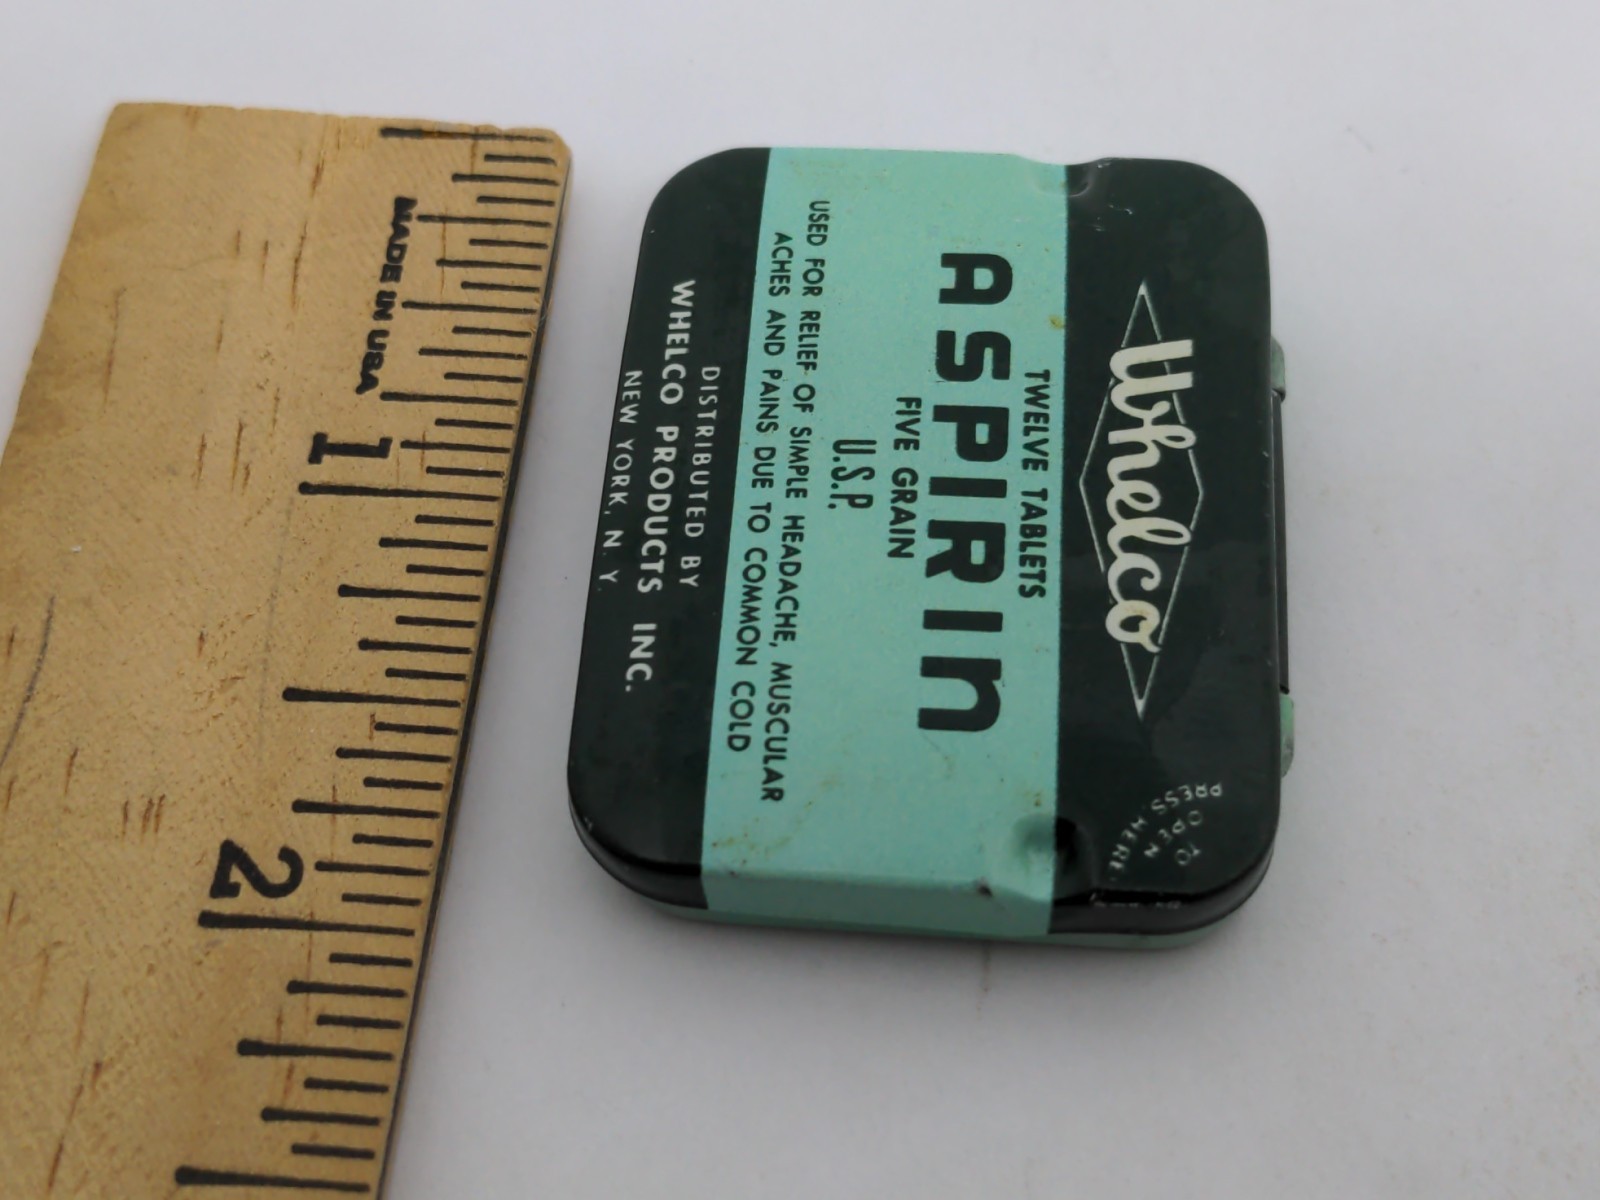 MADE IN USA
1
2
Whelco
TWELVE TABLETS
ASPIRIn
FIVE GRAIN
U.S.P.
USED FOR RELIEF OF SIMPLE HEADACHE, MUSCULAR
ACHES AND PAINS DUE TO COMMON COLD
DISTRIBUTED BY
WHELCO PRODUCTS INC.
NEW YORK, N. Y.
TO
OPEN
PRESS HERE